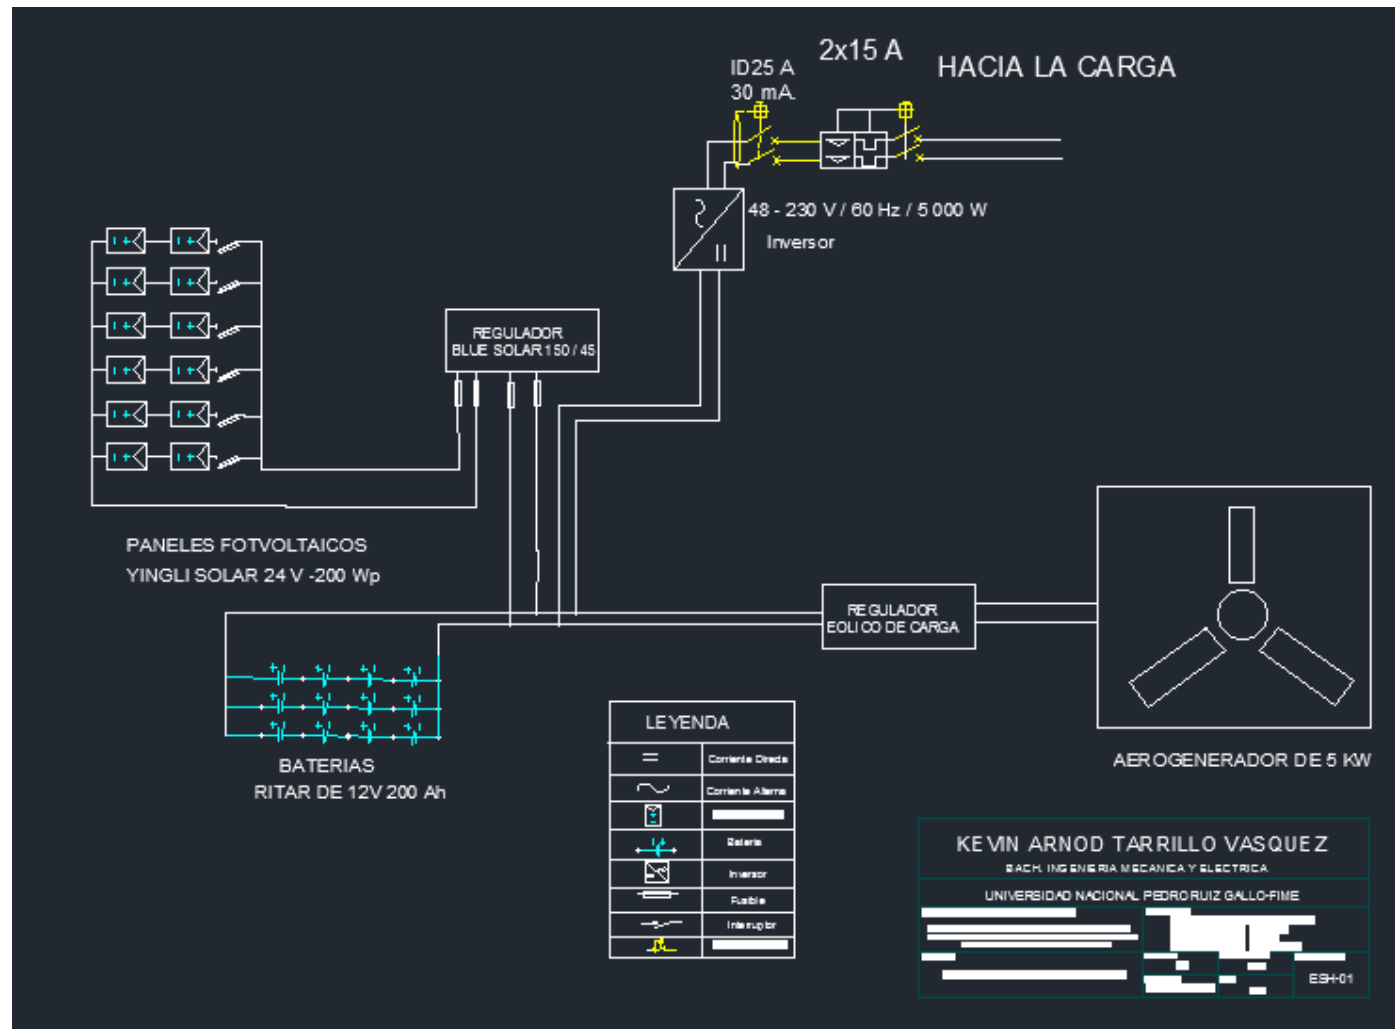 2x15 A
HACIA LA CARGA
ID25 A
30 mA.
48 - 230 V / 60 Hz / 5 000 W
Inversor
REGULADOR
BLUE SOLAR 150 / 45
PANELES FOTVOLTAICOS
YINGLI SOLAR 24 V -200 Wp
REGULADOR
EOLICO DE CARGA
AEROGENERADOR DE 5 KW
BATERIAS
RITAR DE 12V 200 Ah
LEYENDA
Corriente Directa
Corriente Alterna
Bateria
Inversor
Fusible
Interruptor
KEVIN ARNOD TARRILLO VASQUEZ
BACH. INGENIERIA MECANICA Y ELECTRICA
UNIVERSIDAD NACIONAL PEDRO RUIZ GALLO-FIME
ESH-01